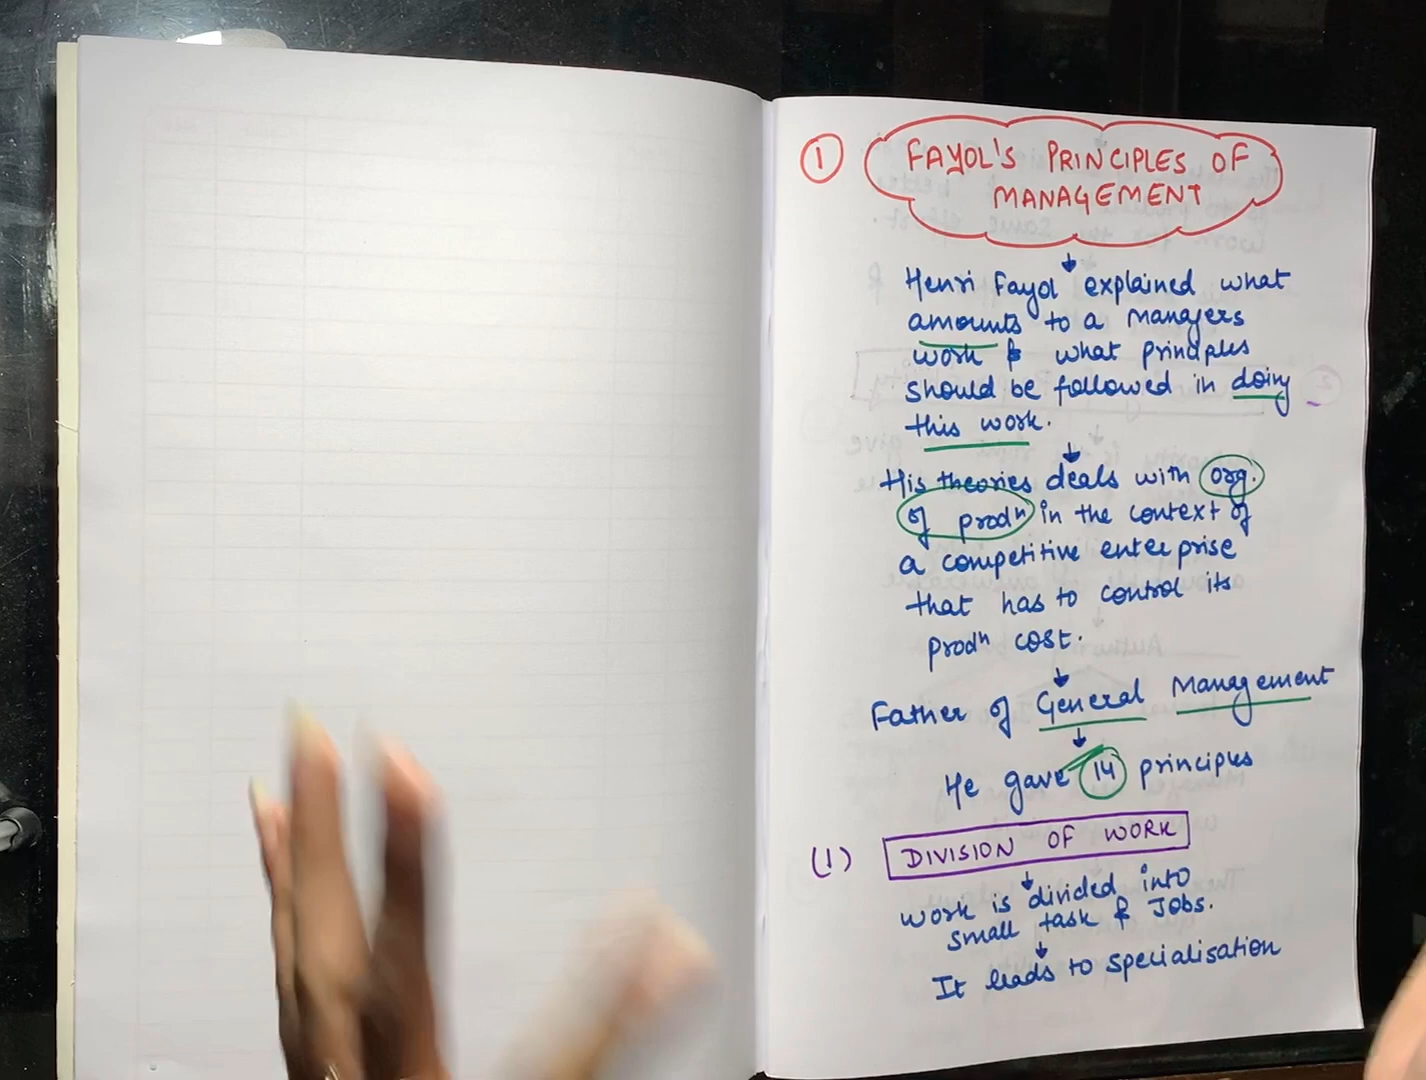 1 FAYOL'S PRINCIPLES OF
MANAGEMENT
Henri Fayol explained what
amounts to a managers
work & what principles
should be followed in doing
this work.
His theories deals with org.
of prodⁿ in the context of
a competitive enterprise
that has to control its
prodⁿ cost.
Father of General Management
He gave 14 principles
(1) DIVISION OF WORK
work is divided into
small task & Jobs.
It leads to specialisation